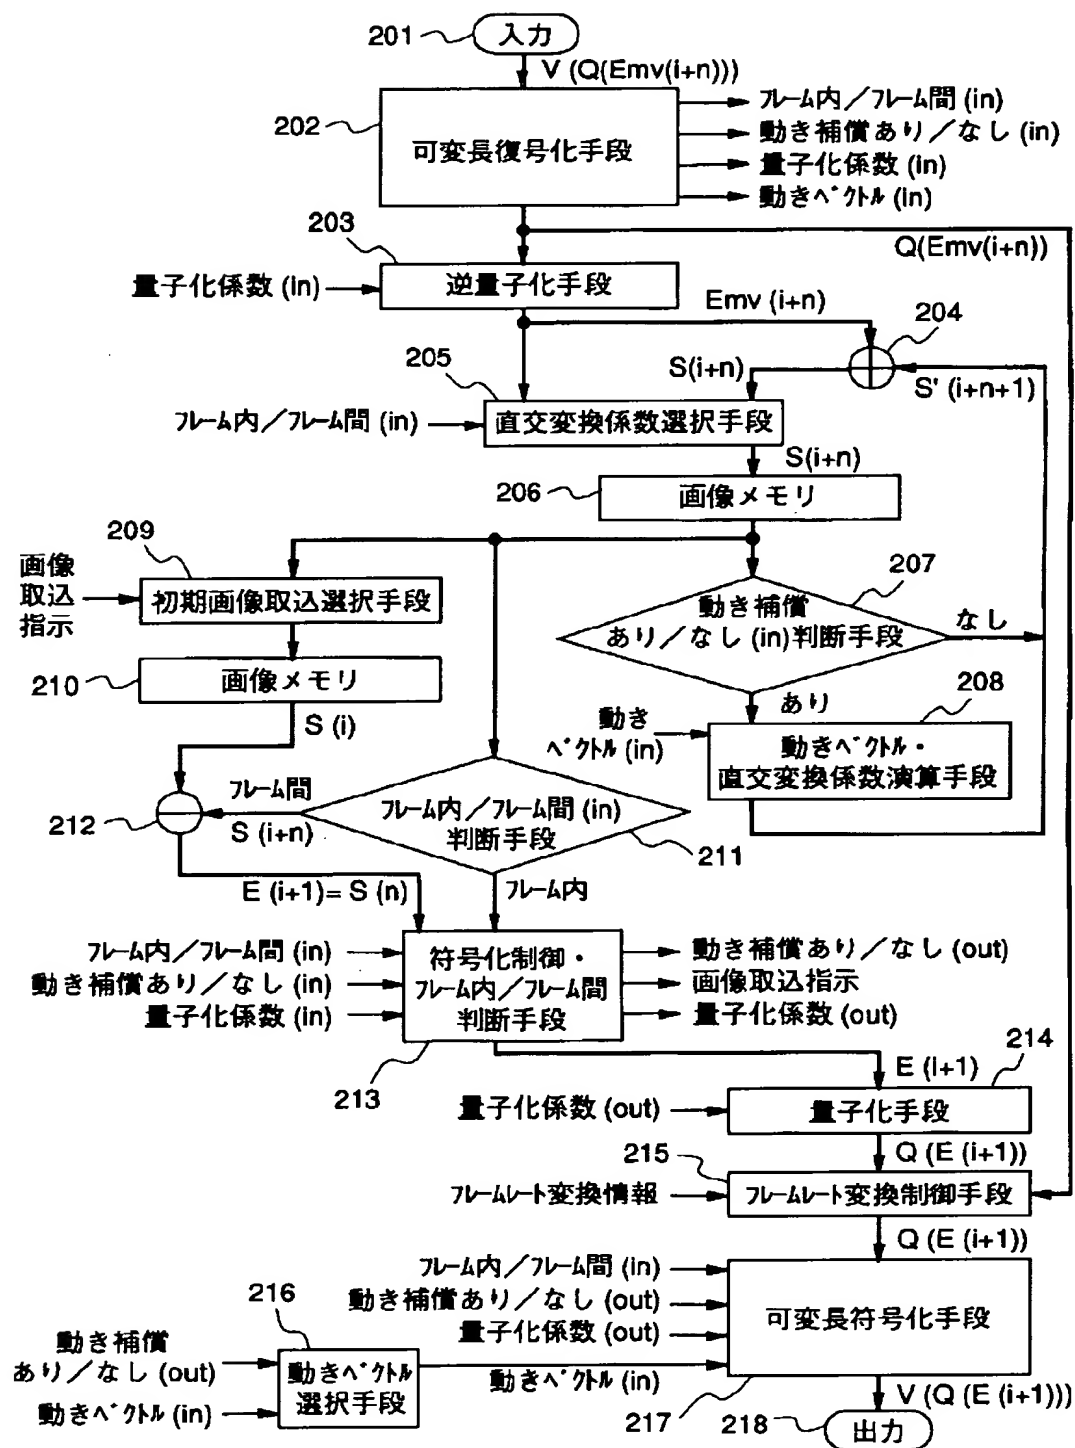 201
入力
V (Q(Emv(i+n)))
202
可変長復号化手段
フレーム内／フレーム間 (in)
動き補償あり／なし (in)
量子化係数 (in)
動きベクトル (in)
203
Q(Emv(i+n))
量子化係数 (in)
逆量子化手段
Emv (i+n)
204
205
S(i+n)
S' (i+n+1)
フレーム内／フレーム間 (in)
直交変換係数選択手段
S(i+n)
206
画像メモリ
209
画像
取込
指示
初期画像取込選択手段
207
動き補償
あり／なし (in)判断手段
なし
210
画像メモリ
あり
208
S (i)
動き
ベクトル (in)
動きベクトル・
直交変換係数演算手段
フレーム間
212
S (i+n)
フレーム内／フレーム間 (in)
判断手段
211
E (i+1)= S (n)
フレーム内
フレーム内／フレーム間 (in)
動き補償あり／なし (in)
量子化係数 (in)
符号化制御・
フレーム内／フレーム間
判断手段
動き補償あり／なし (out)
画像取込指示
量子化係数 (out)
213
E (i+1)
214
量子化係数 (out)
量子化手段
215
Q (E (i+1))
フレームレート変換情報
フレームレート変換制御手段
Q (E (i+1))
フレーム内／フレーム間 (in)
動き補償あり／なし (out)
量子化係数 (out)
可変長符号化手段
216
動き補償
あり／なし (out)
動きベクトル (in)
動きベクトル
選択手段
動きベクトル (in)
217
V (Q (E (i+1)))
218
出力